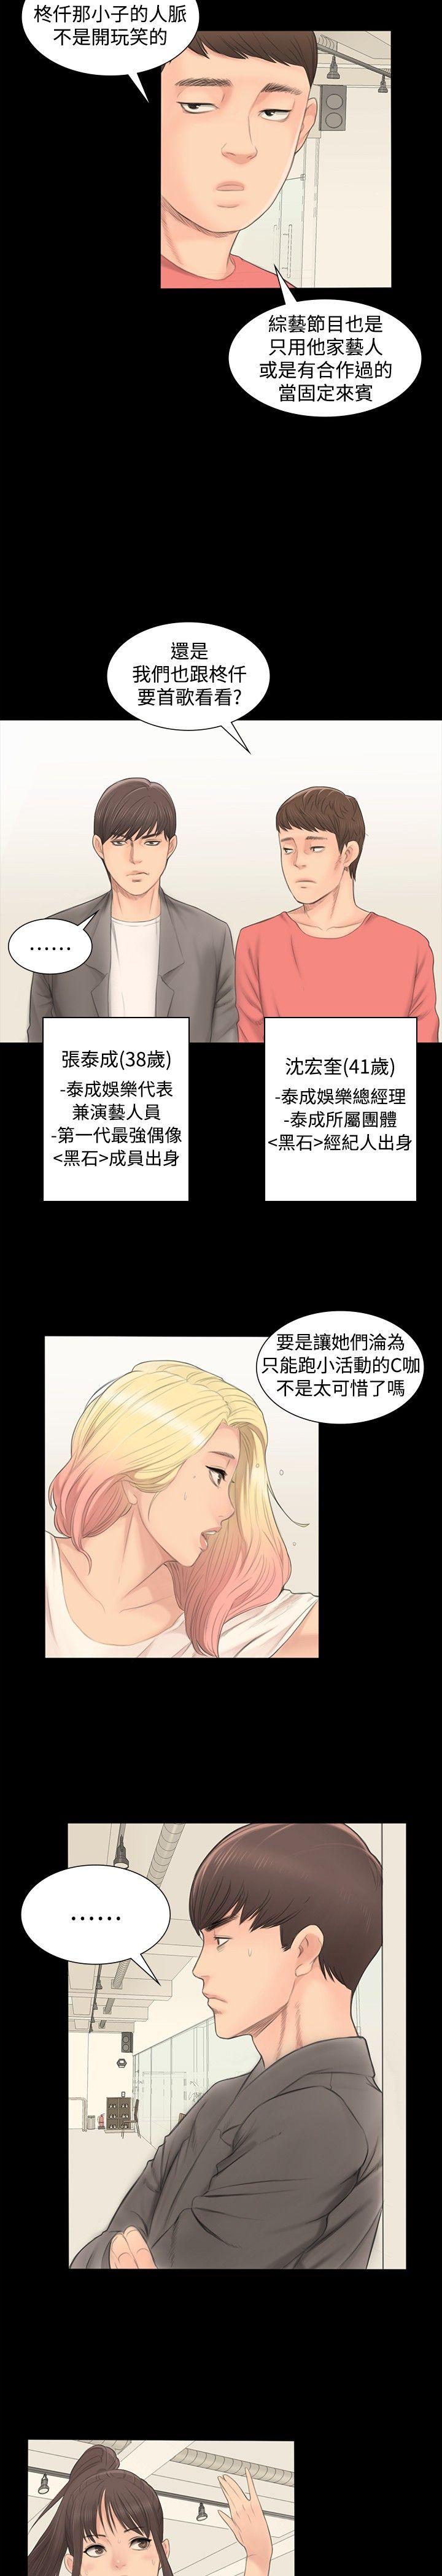 柊仟那小子的人脈
不是開玩笑的
綜藝節目也是
只用他家藝人
或是有合作過的
當固定來賓
還是
我們也跟柊仟
要首歌看看?
……
張泰成(38歲)
-泰成娛樂代表
兼演藝人員
-第一代最強偶像
<黑石>成員出身
沈宏奎(41歲)
-泰成娛樂總經理
-泰成所屬團體
<黑石>經紀人出身
要是讓她們淪為
只能跑小活動的C咖
不是太可惜了嗎
……